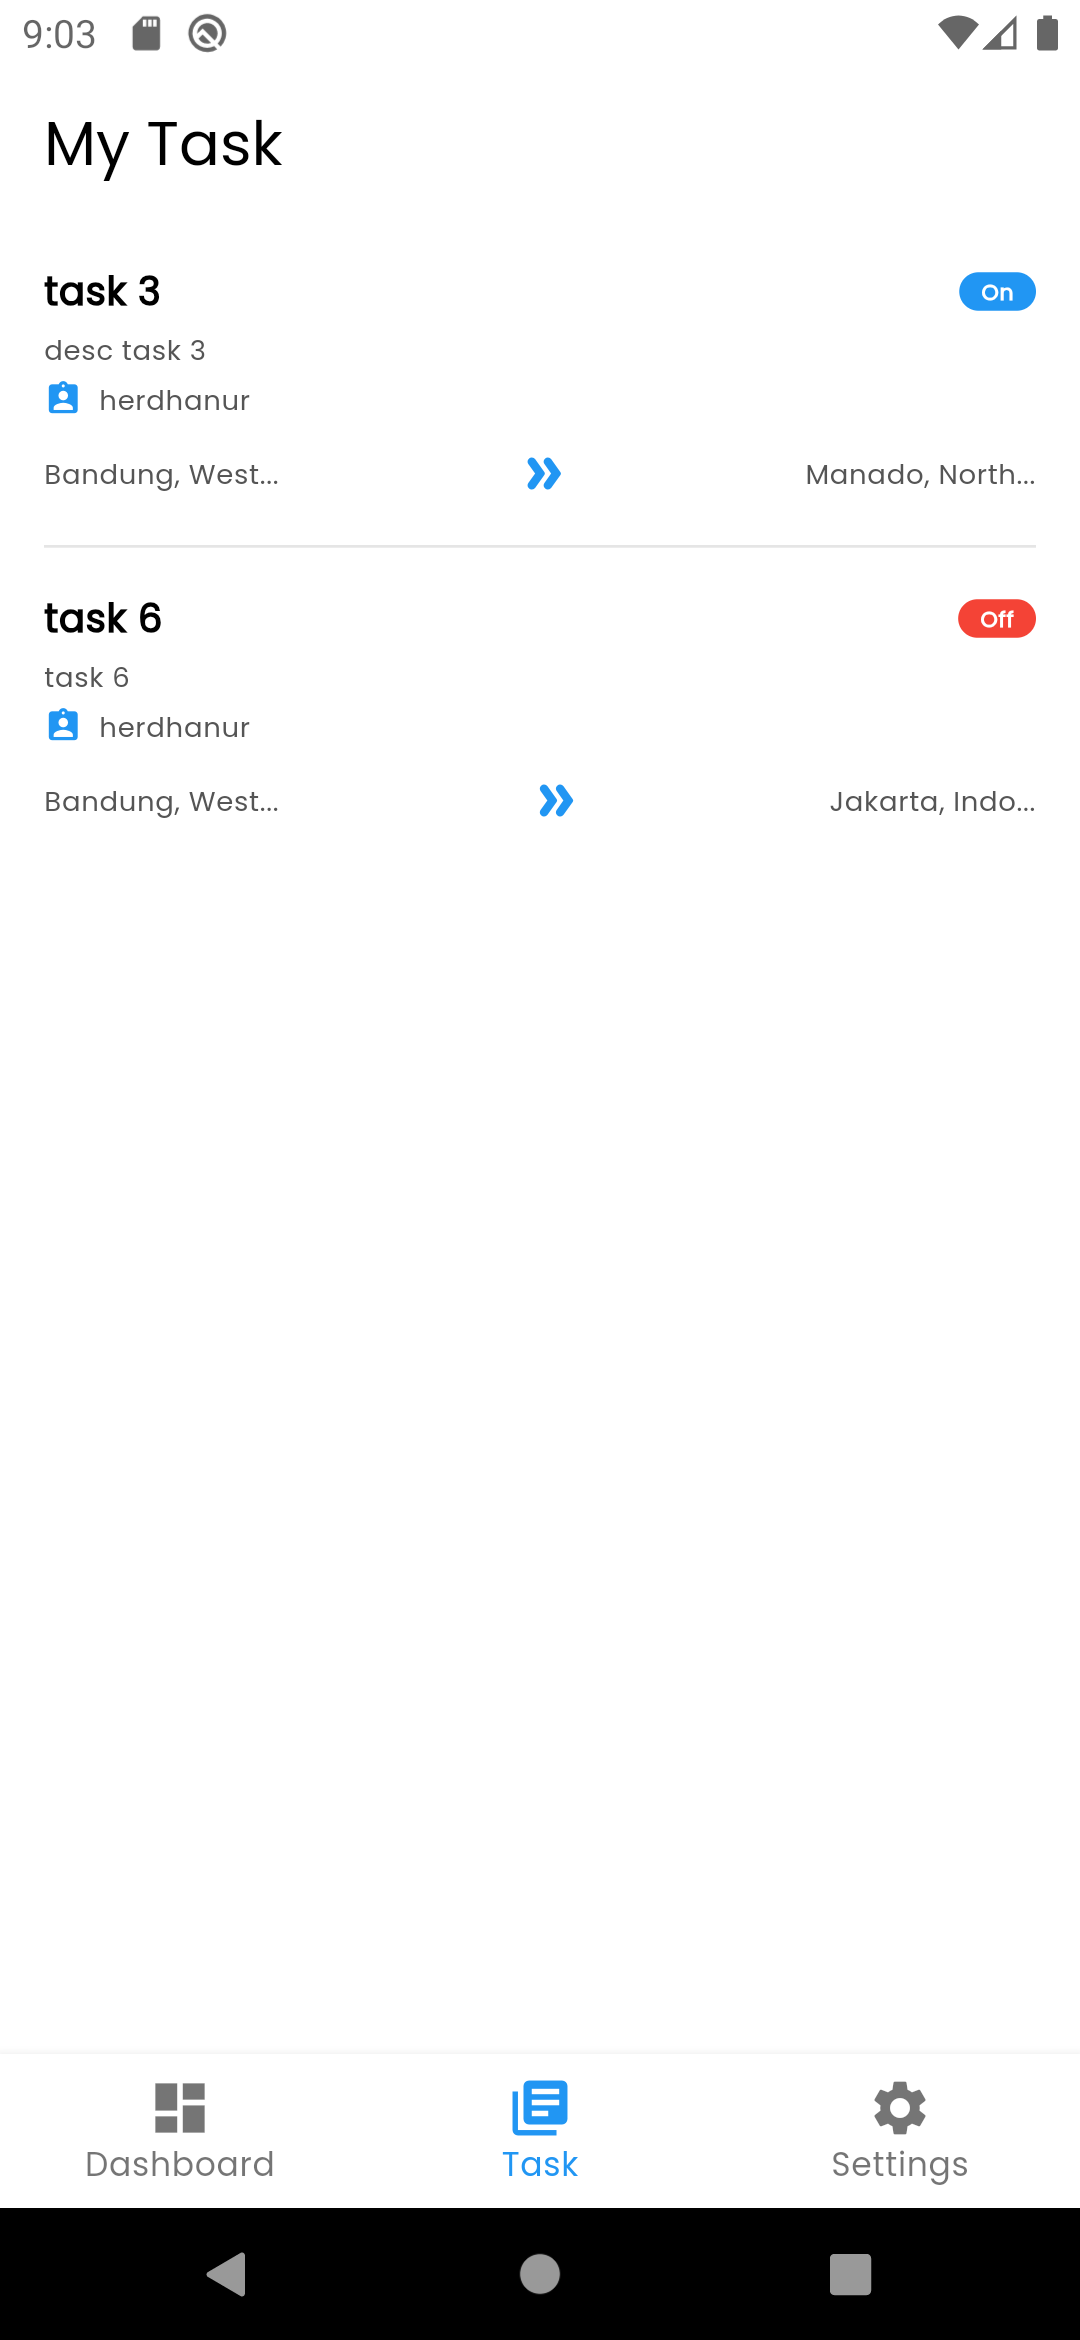 9:03
My Task
task 3 On
desc task 3
herdhanur
Bandung, West... Manado, North...
task 6 Off
task 6
herdhanur
Bandung, West... Jakarta, Indo...
Dashboard Task Settings